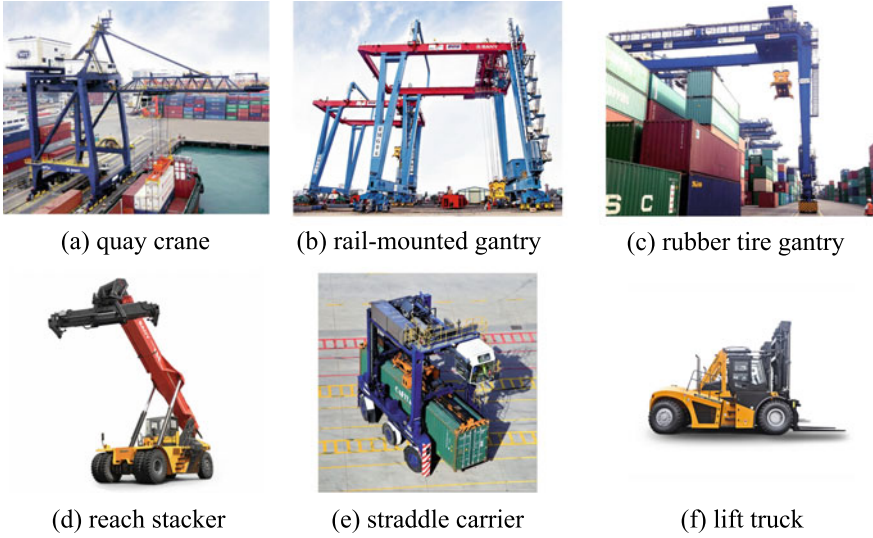 (a) quay crane
(b) rail-mounted gantry
(c) rubber tire gantry
S C
(d) reach stacker
(e) straddle carrier
(f) lift truck